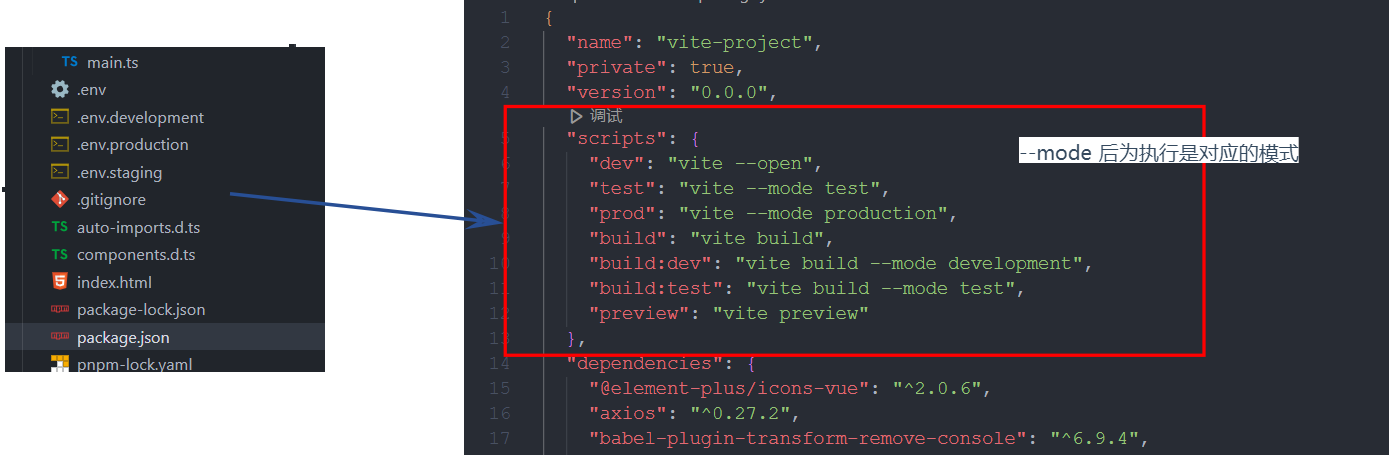 main.ts
.env
.env.development
.env.production
.env.staging
.gitignore
auto-imports.d.ts
components.d.ts
index.html
package-lock.json
package.json
pnpm-lock.yaml
1 {
2 "name": "vite-project",
3 "private": true,
4 "version": "0.0.0",
调试
5 "scripts": {
--mode 后为执行是对应的模式
6 "dev": "vite --open",
7 "test": "vite --mode test",
8 "prod": "vite --mode production",
9 "build": "vite build",
10 "build:dev": "vite build --mode development",
11 "build:test": "vite build --mode test",
12 "preview": "vite preview"
13 },
14 "dependencies": {
15 "@element-plus/icons-vue": "^2.0.6",
16 "axios": "^0.27.2",
17 "babel-plugin-transform-remove-console": "^6.9.4",